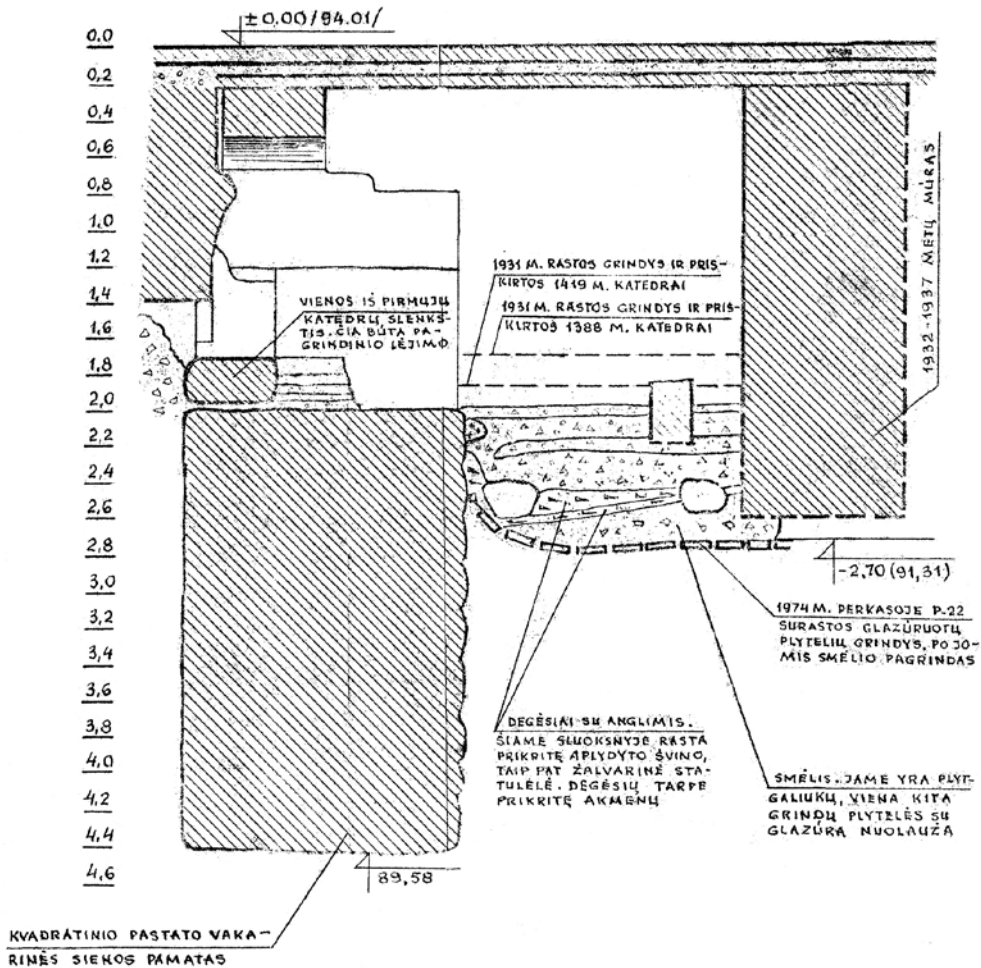 ±0,00/94.01/
0,0
0,2
0,4
0,6
0,8
1,0
1,2
1,4
1,6
1,8
2,0
2,2
2,4
2,6
2,8
3,0
3,2
3,4
3,6
3,8
4,0
4,2
4,4
4,6
1931 M. RASTOS GRINDYS IR PRIS-
KIRTOS 1419 M. KATEDRAI
1931 M. RASTOS GRINDYS IR PRIS-
KIRTOS 1388 M. KATEDRAI
VIENOS IŠ PIRMŲJŲ
KATEDRŲ SLENKS-
TIS. ČIA BŪTA PA-
GRINDINIO ĮĖJIMO
1932-1937 METŲ MŪRAS
-2,70 (91,31)
1974 M. PERKASOJE P-22
SURASTOS GLAZŪRUOTŲ
PLYTELIŲ GRINDYS, PO JO-
MIS SMĖLIO PAGRINDAS
DEGĖSIAI SU ANGLIMIS.
ŠIAME SLUOKSNYJE RASTA
PRIKRITĘ APLYDYTO ŠVINO,
TAIP PAT ŽALVARINĖ STA-
TULĖLĖ. DEGĖSIŲ TARPE
PRIKRITĘ AKMENŲ
SMĖLIS. JAME YRA PLYT-
GALIUKŲ, VIENA KITA
GRINDŲ PLYTELĖS SU
GLAZŪRA NUOLAUŽA
89,58
KVADRATINIO PASTATO VAKA-
RINĖS SIENOS PAMATAS